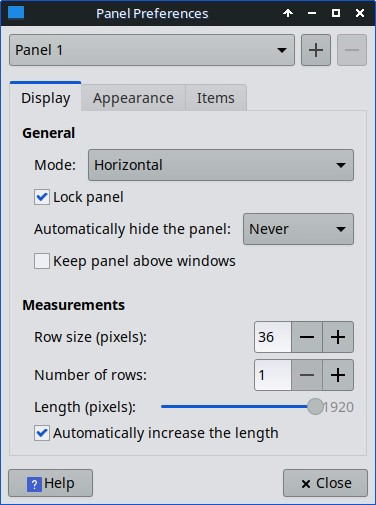 Panel Preferences
Panel 1
Display Appearance Items
General
Mode: Horizontal
Lock panel
Automatically hide the panel: Never
Keep panel above windows
Measurements
Row size (pixels): 36
Number of rows: 1
Length (pixels): 1920
Automatically increase the length
? Help × Close